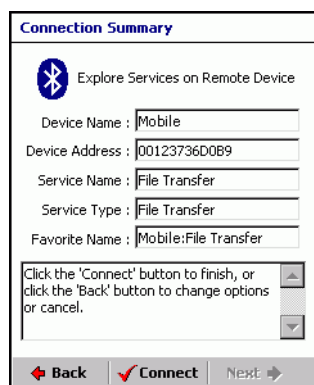 Connection Summary
Explore Services on Remote Device
Device Name : Mobile
Device Address : 00123736D0B9
Service Name : File Transfer
Service Type : File Transfer
Favorite Name : Mobile:File Transfer
Click the 'Connect' button to finish, or
click the 'Back' button to change options
or cancel.
Back Connect Next